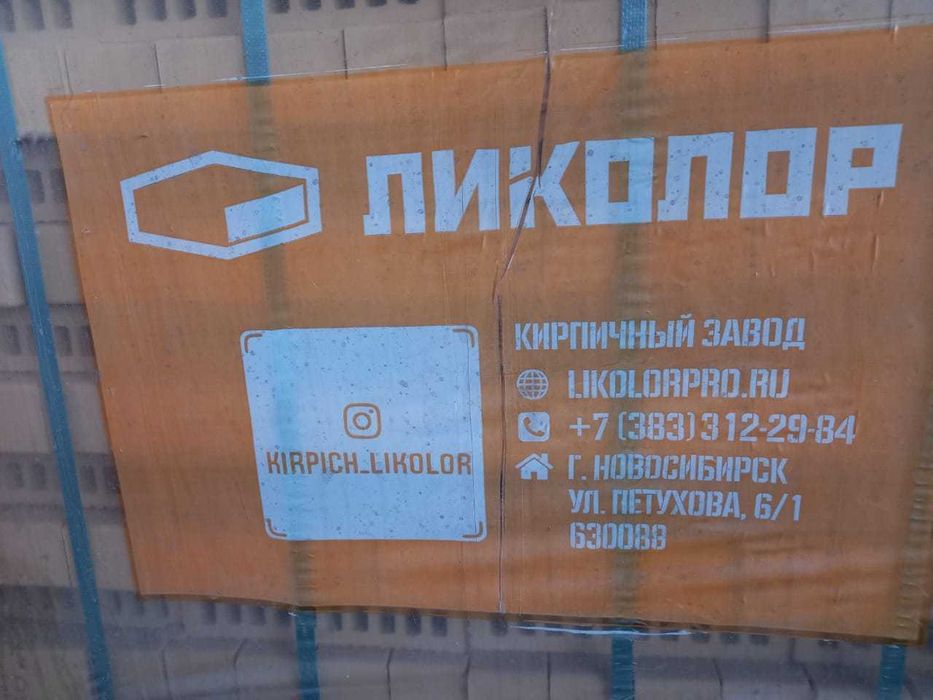 ЛИКОЛОР
KIRPICH_LIKOLOR
КИРПИЧНЫЙ ЗАВОД
LIKOLORPRO.RU
+7 (383) 312-29-84
Г. НОВОСИБИРСК
УЛ. ПЕТУХОВА, 6/1
630088